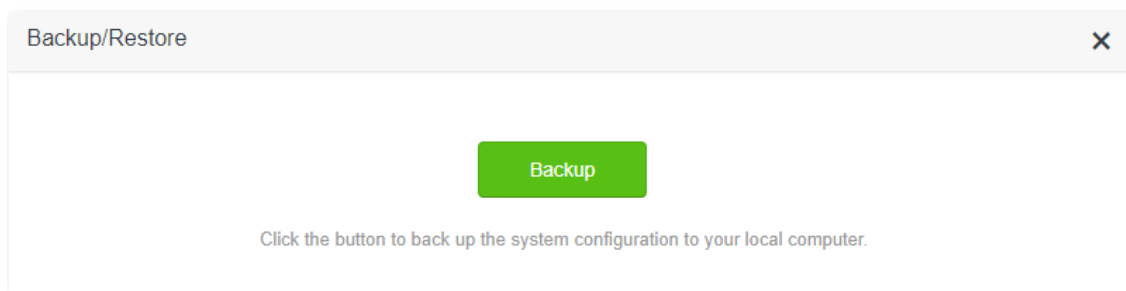 Backup/Restore
Backup
Click the button to back up the system configuration to your local computer.